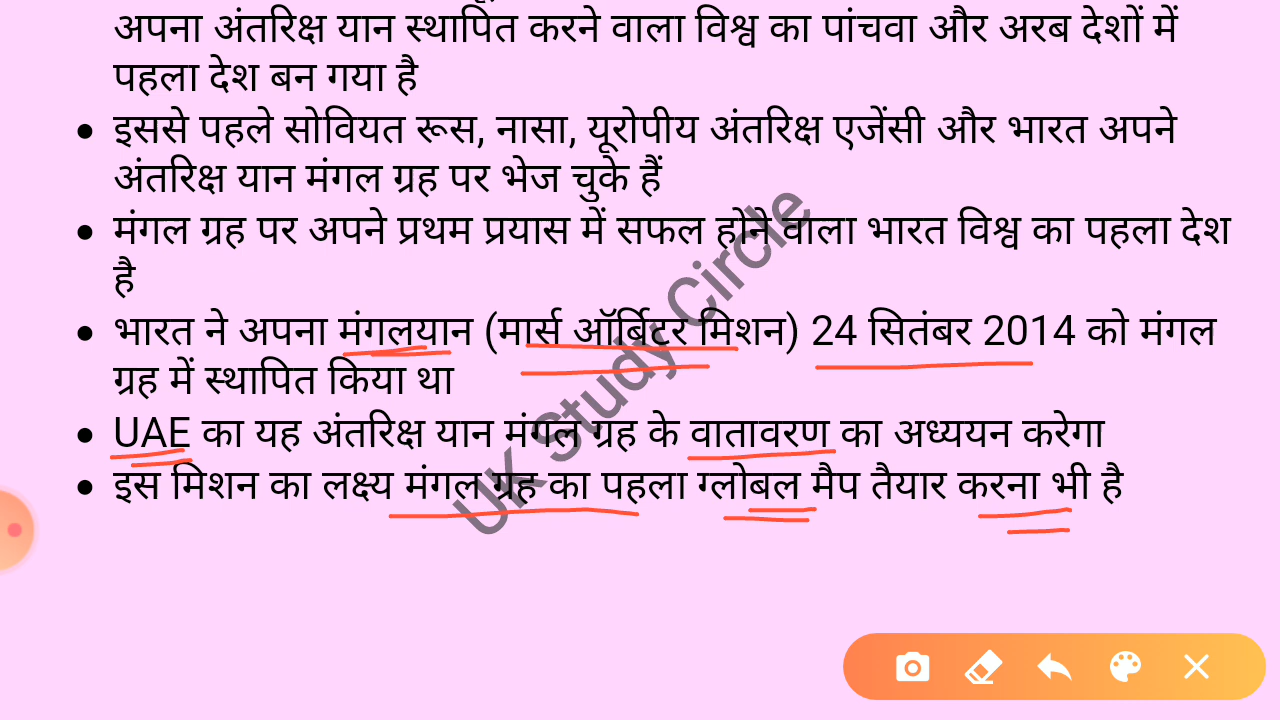 अपना अंतरिक्ष यान स्थापित करने वाला विश्व का पांचवा और अरब देशों में
पहला देश बन गया है
• इससे पहले सोवियत रूस, नासा, यूरोपीय अंतरिक्ष एजेंसी और भारत अपने
अंतरिक्ष यान मंगल ग्रह पर भेज चुके हैं
• मंगल ग्रह पर अपने प्रथम प्रयास में सफल होने वाला भारत विश्व का पहला देश
है
• भारत ने अपना मंगलयान (मार्स ऑर्बिटर मिशन) 24 सितंबर 2014 को मंगल
ग्रह में स्थापित किया था
• UAE का यह अंतरिक्ष यान मंगल ग्रह के वातावरण का अध्ययन करेगा
• इस मिशन का लक्ष्य मंगल ग्रह का पहला ग्लोबल मैप तैयार करना भी है
UK Study Circle